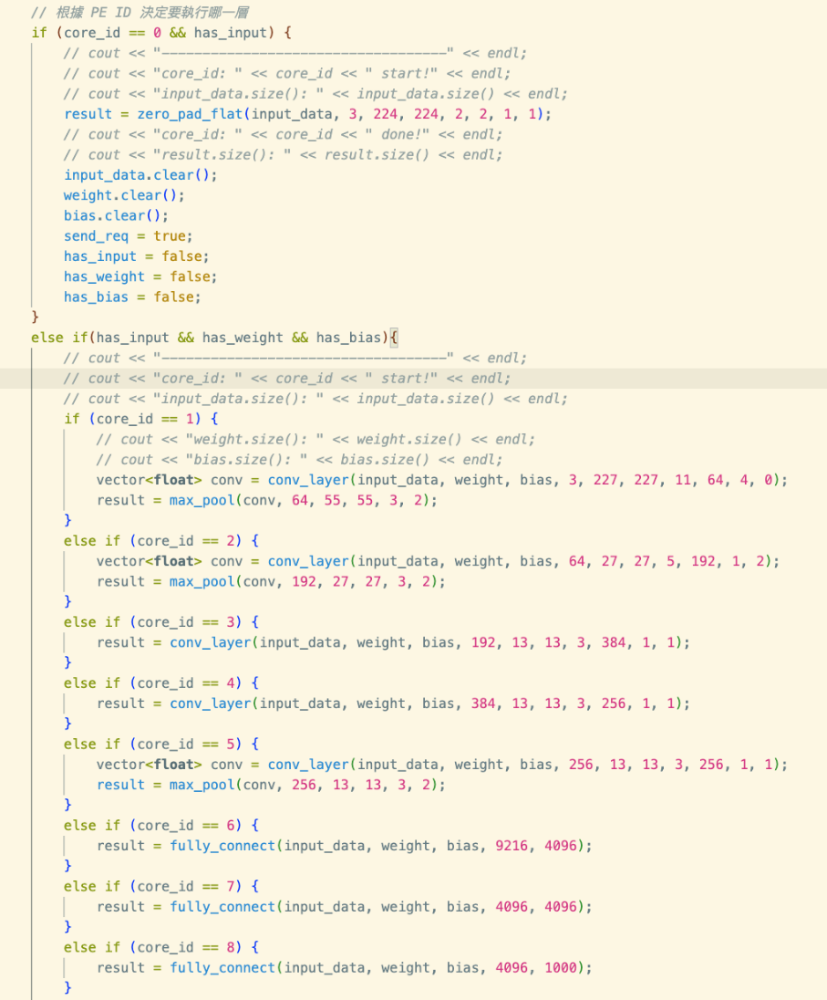 // 根據 PE ID 決定要執行哪一層
if (core_id == 0 && has_input) {
// cout << "-----------------------------------" << endl;
// cout << "core_id: " << core_id << " start!" << endl;
// cout << "input_data.size(): " << input_data.size() << endl;
result = zero_pad_flat(input_data, 3, 224, 224, 2, 2, 1, 1);
// cout << "core_id: " << core_id << " done!" << endl;
// cout << "result.size(): " << result.size() << endl;
input_data.clear();
weight.clear();
bias.clear();
send_req = true;
has_input = false;
has_weight = false;
has_bias = false;
}
else if(has_input && has_weight && has_bias){
// cout << "-----------------------------------" << endl;
// cout << "core_id: " << core_id << " start!" << endl;
// cout << "input_data.size(): " << input_data.size() << endl;
if (core_id == 1) {
// cout << "weight.size(): " << weight.size() << endl;
// cout << "bias.size(): " << bias.size() << endl;
vector<float> conv = conv_layer(input_data, weight, bias, 3, 227, 227, 11, 64, 4, 0);
result = max_pool(conv, 64, 55, 55, 3, 2);
}
else if (core_id == 2) {
vector<float> conv = conv_layer(input_data, weight, bias, 64, 27, 27, 5, 192, 1, 2);
result = max_pool(conv, 192, 27, 27, 3, 2);
}
else if (core_id == 3) {
result = conv_layer(input_data, weight, bias, 192, 13, 13, 3, 384, 1, 1);
}
else if (core_id == 4) {
result = conv_layer(input_data, weight, bias, 384, 13, 13, 3, 256, 1, 1);
}
else if (core_id == 5) {
vector<float> conv = conv_layer(input_data, weight, bias, 256, 13, 13, 3, 256, 1, 1);
result = max_pool(conv, 256, 13, 13, 3, 2);
}
else if (core_id == 6) {
result = fully_connect(input_data, weight, bias, 9216, 4096);
}
else if (core_id == 7) {
result = fully_connect(input_data, weight, bias, 4096, 4096);
}
else if (core_id == 8) {
result = fully_connect(input_data, weight, bias, 4096, 1000);
}